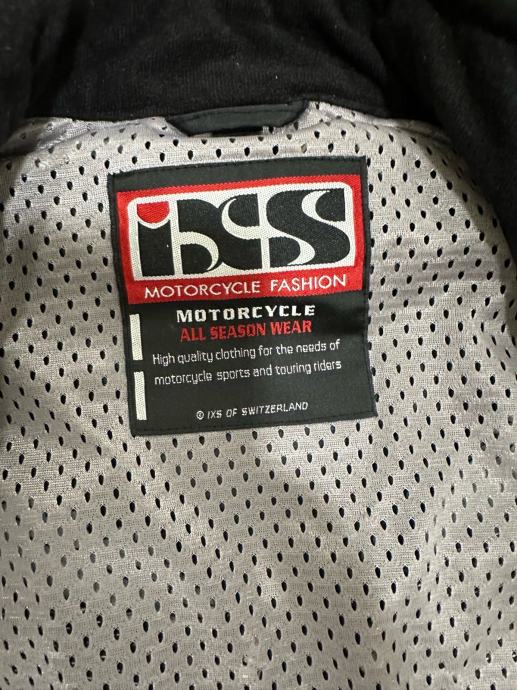 iXS
MOTORCYCLE FASHION
MOTORCYCLE
ALL SEASON WEAR
High quality clothing for the needs of
motorcycle sports and touring riders
© IXS OF SWITZERLAND